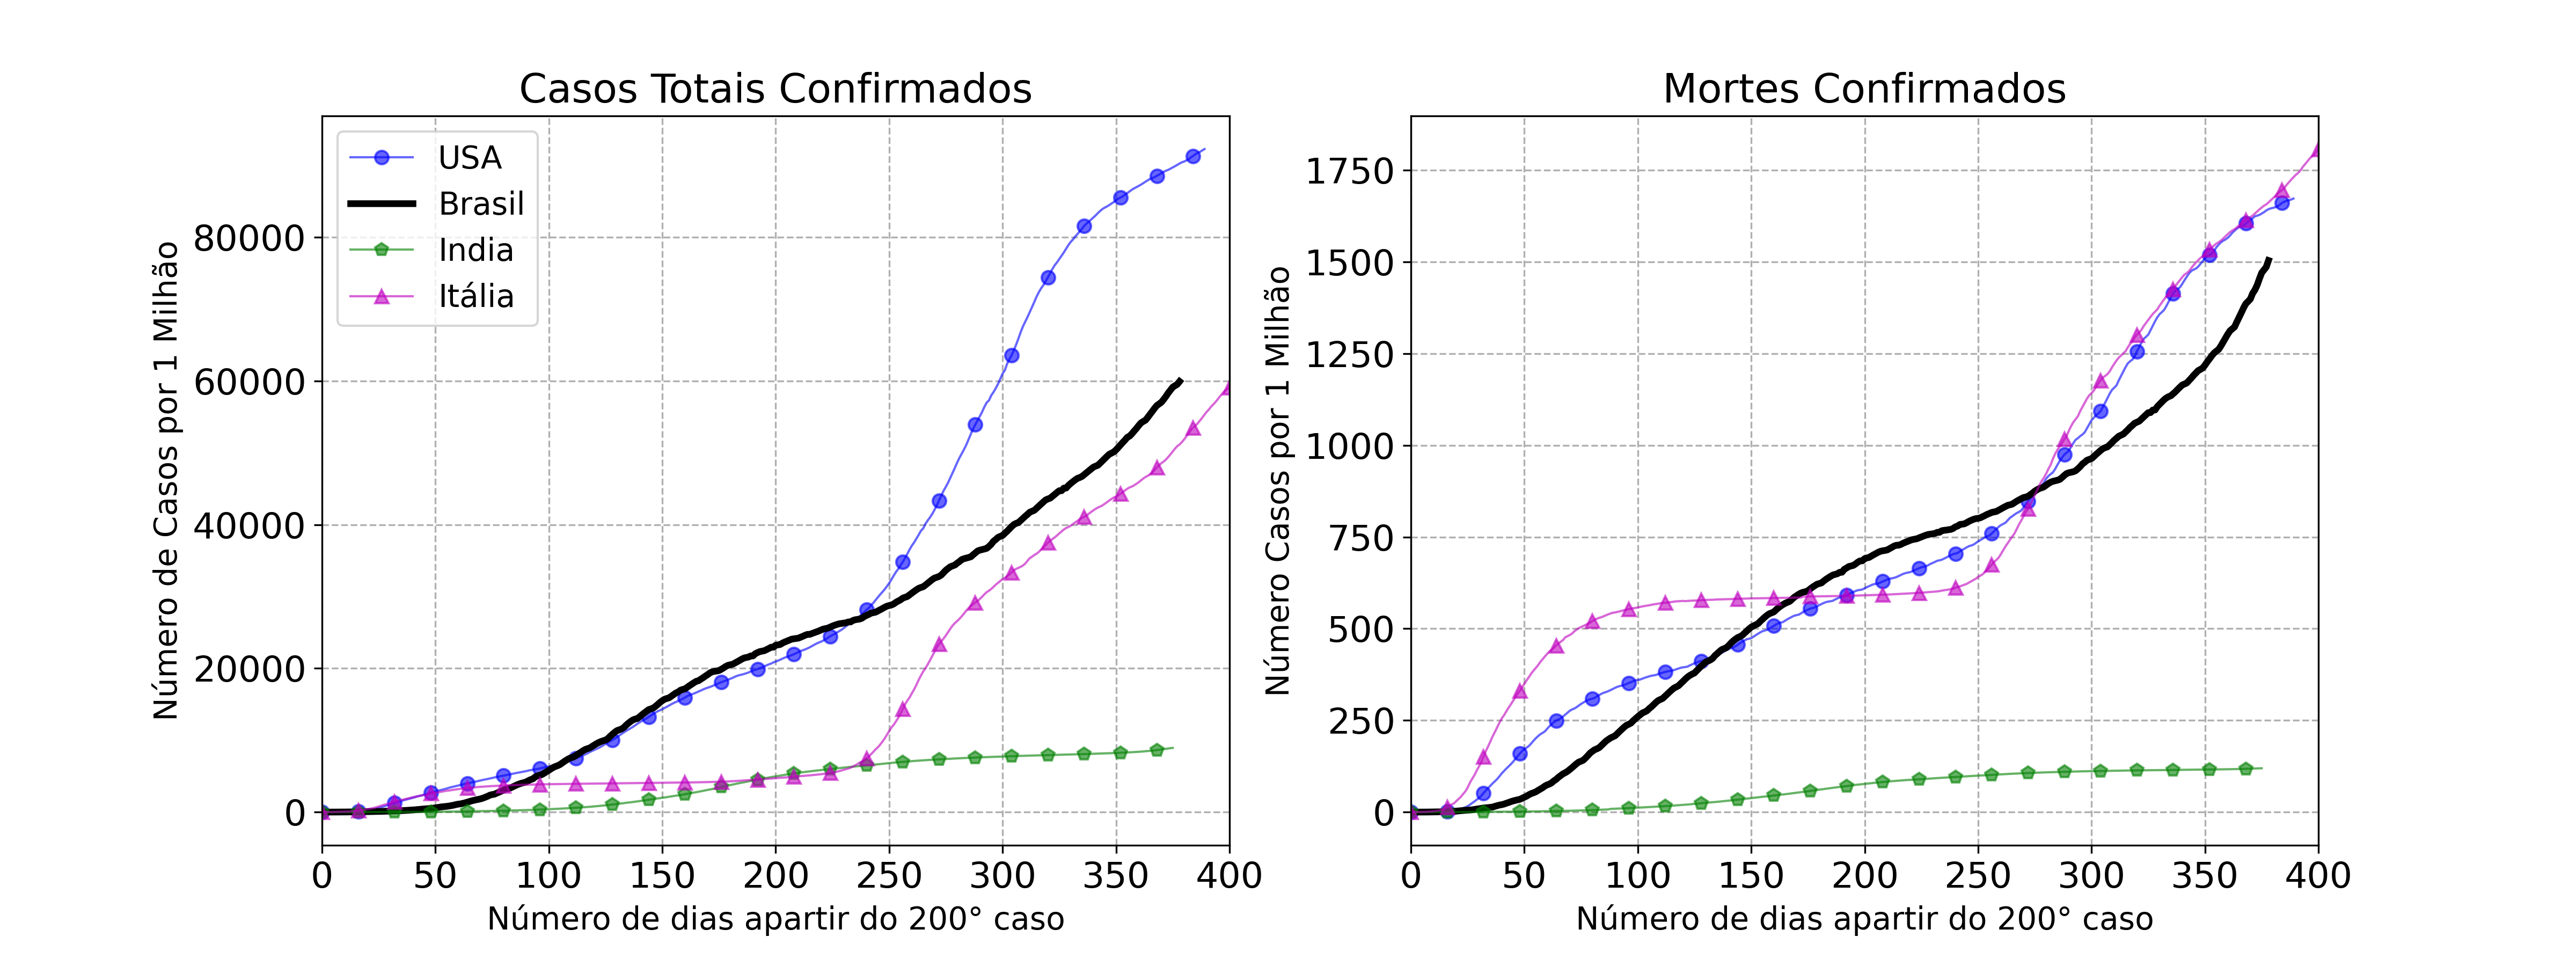 Casos Totais Confirmados
Número de Casos por 1 Milhão
80000
60000
40000
20000
0
USA
Brasil
India
Itália
0 50 100 150 200 250 300 350 400
Número de dias apartir do 200° caso
Mortes Confirmados
Número Casos por 1 Milhão
1750
1500
1250
1000
750
500
250
0
0 50 100 150 200 250 300 350 400
Número de dias apartir do 200° caso